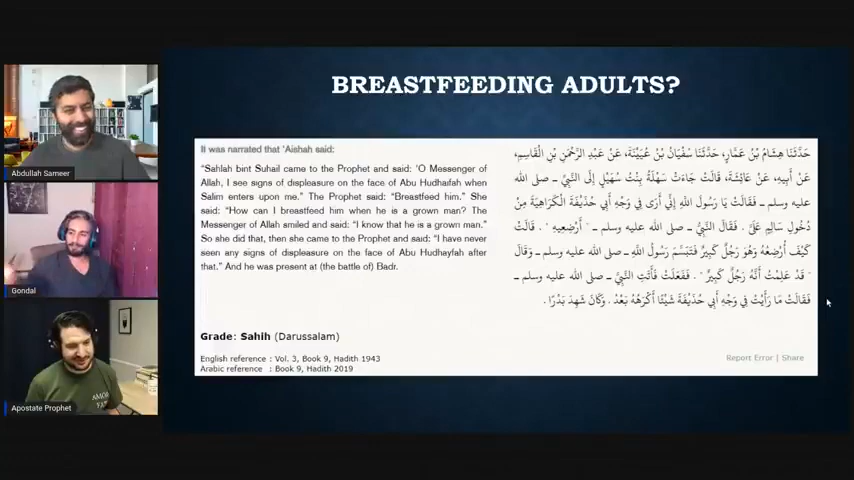 BREASTFEEDING ADULTS?
It was narrated that 'Aishah said:
"Sahlah bint Suhail came to the Prophet and said: 'O Messenger of
Allah, I see signs of displeasure on the face of Abu Hudhaifah when
Salim enters upon me." The Prophet said: "Breastfeed him." She
said: "How can I breastfeed him when he is a grown man? The
Messenger of Allah smiled and said: "I know that he is a grown man."
So she did that, then she came to the Prophet and said: "I have never
seen any signs of displeasure on the face of Abu Hudhayfah after
that." And he was present at (the battle of) Badr.
حَدَّثَنَا هِشَامُ بْنُ عَمَّارٍ، حَدَّثَنَا سُفْيَانُ بْنُ عُيَيْنَةَ، عَنْ عَبْدِ الرَّحْمَنِ بْنِ الْقَاسِمِ،
عَنْ أَبِيهِ، عَنْ عَائِشَةَ، قَالَتْ جَاءَتْ سَهْلَةُ بِنْتُ سُهَيْلٍ إِلَى النَّبِيِّ ـ صلى الله
عليه وسلم ـ فَقَالَتْ يَا رَسُولَ اللَّهِ إِنِّي أَرَى فِي وَجْهِ أَبِي حُذَيْفَةَ الْكَرَاهِيَةَ مِنْ
دُخُولِ سَالِمٍ عَلَىَّ . فَقَالَ النَّبِيُّ ـ صلى الله عليه وسلم ـ " أَرْضِعِيهِ " . قَالَتْ
كَيْفَ أُرْضِعُهُ وَهُوَ رَجُلٌ كَبِيرٌ فَتَبَسَّمَ رَسُولُ اللَّهِ ـ صلى الله عليه وسلم ـ وَقَالَ
" قَدْ عَلِمْتُ أَنَّهُ رَجُلٌ كَبِيرٌ " . فَفَعَلَتْ فَأَتَتِ النَّبِيَّ ـ صلى الله عليه وسلم ـ
فَقَالَتْ مَا رَأَيْتُ فِي وَجْهِ أَبِي حُذَيْفَةَ شَيْئًا أَكْرَهُهُ بَعْدُ . وَكَانَ شَهِدَ بَدْرًا .
Grade: Sahih (Darussalam)
English reference : Vol. 3, Book 9, Hadith 1943
Arabic reference : Book 9, Hadith 2019
Report Error | Share
Abdullah Sameer
Gondal
Apostate Prophet